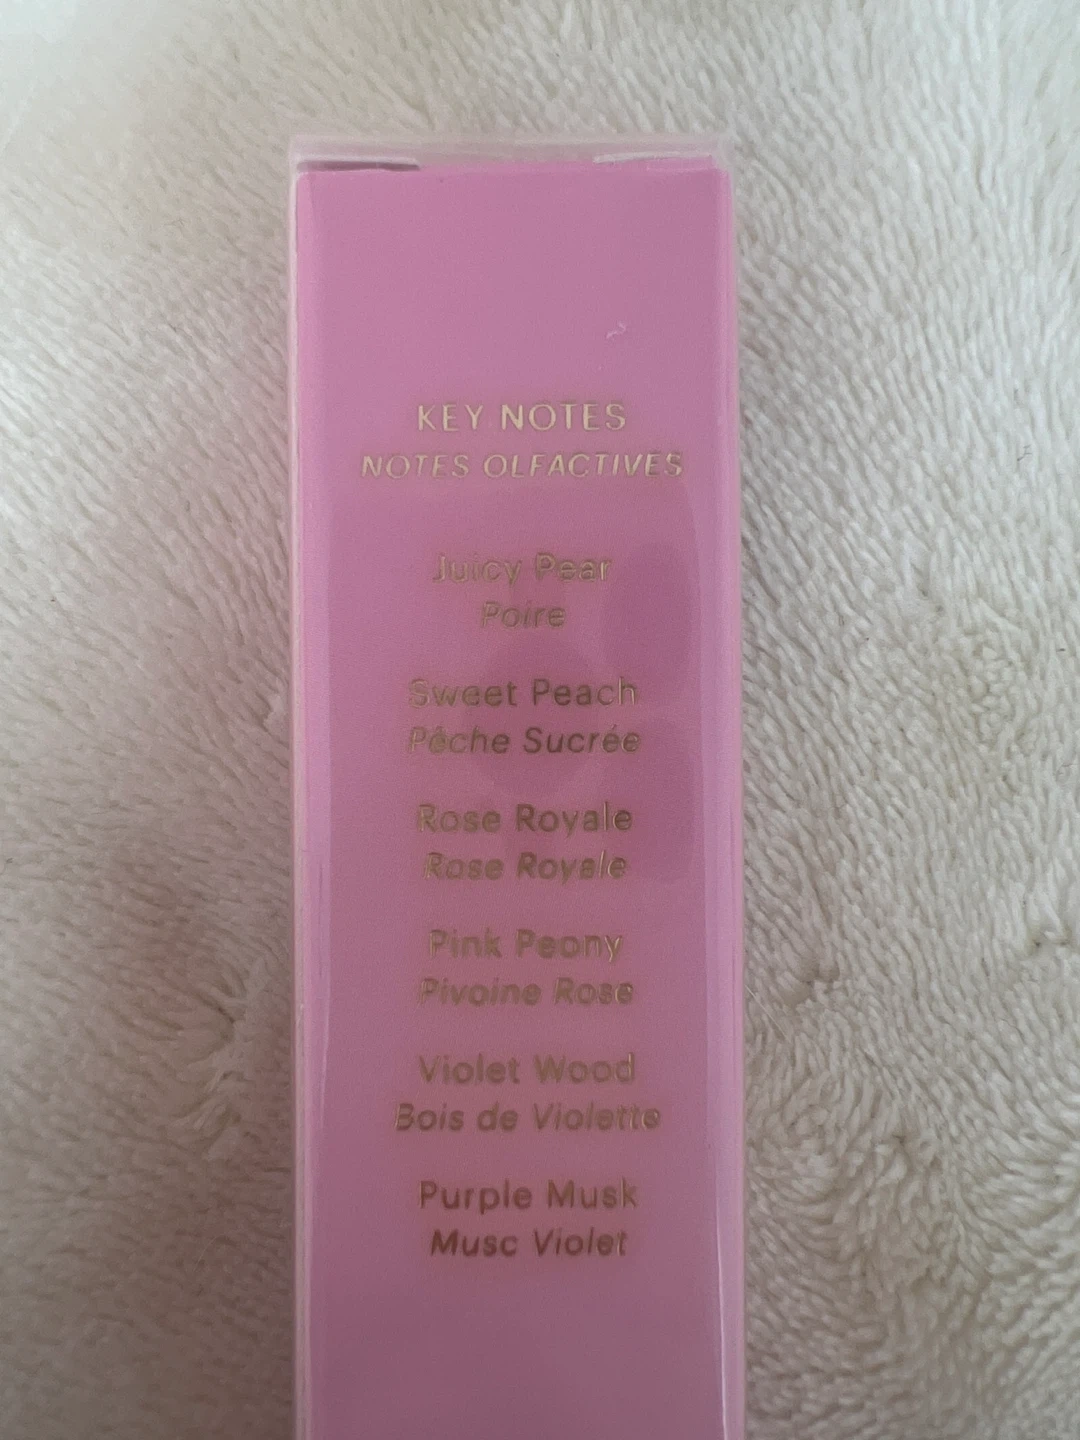 KEY NOTES
NOTES OLFACTIVES
Juicy Pear
Poire
Sweet Peach
Pêche Sucrée
Rose Royale
Rose Royale
Pink Peony
Pivoine Rose
Violet Wood
Bois de Violette
Purple Musk
Musc Violet